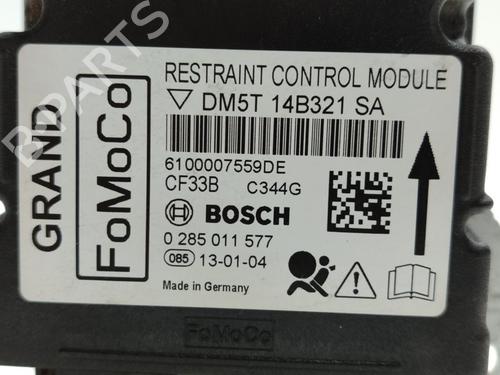 RESTRAINT CONTROL MODULE
DM5T 14B321 SA
6100007559DE
CF33B C344G
BOSCH
0 285 011 577
085 13-01-04
Made in Germany
GRAND
FoMoCo
FoMoCo
B-PARTS